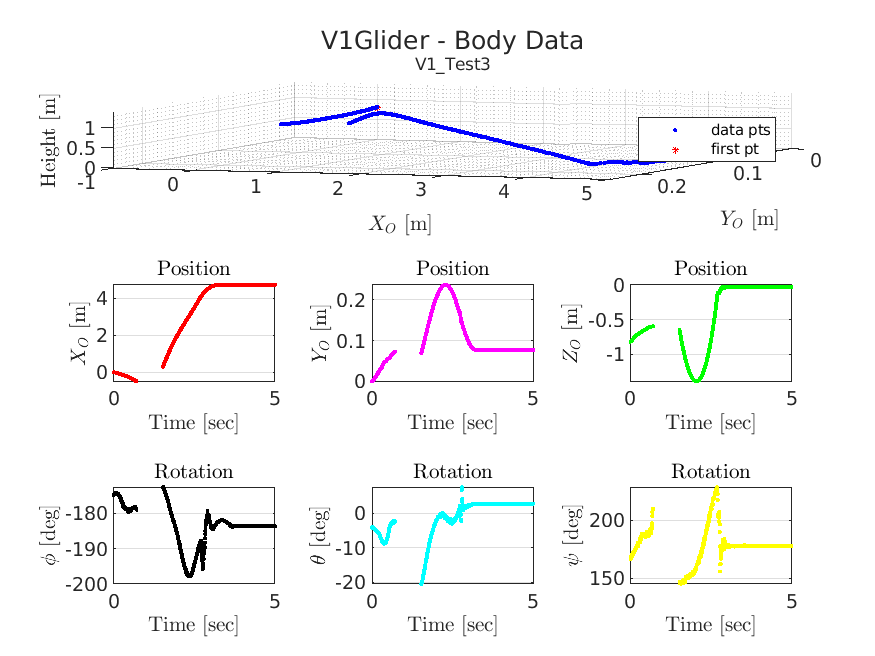 V1Glider - Body Data
V1_Test3
Height [m]
1
0.5
0
-1 0 1 2 3 4 5
X_O [m]
0.2 0.1 0
Y_O [m]
data pts
first pt
Position Position Position
X_O [m]
4
2
0
0 5
Time [sec]
Y_O [m]
0.2
0.1
0
0 5
Time [sec]
Z_O [m]
0
-0.5
-1
0 5
Time [sec]
Rotation Rotation Rotation
ϕ [deg]
-180
-190
-200
0 5
Time [sec]
θ [deg]
0
-10
-20
0 5
Time [sec]
ψ [deg]
200
150
0 5
Time [sec]